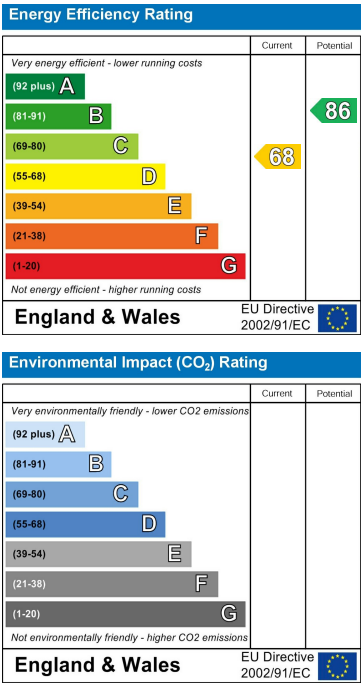 Energy Efficiency Rating
Current Potential
Very energy efficient - lower running costs
(92 plus) A
(81-91) B
(69-80) C
(55-68) D
(39-54) E
(21-38) F
(1-20) G
68
86
Not energy efficient - higher running costs
England & Wales
EU Directive
2002/91/EC
Environmental Impact (CO₂) Rating
Current Potential
Very environmentally friendly - lower CO2 emissions
(92 plus) A
(81-91) B
(69-80) C
(55-68) D
(39-54) E
(21-38) F
(1-20) G
Not environmentally friendly - higher CO2 emissions
England & Wales
EU Directive
2002/91/EC